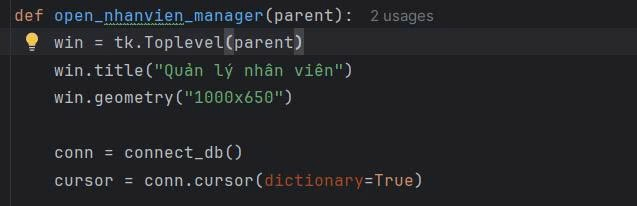 def open_nhanvien_manager(parent):  2 usages
    win = tk.Toplevel(parent)
    win.title("Quản lý nhân viên")
    win.geometry("1000x650")

    conn = connect_db()
    cursor = conn.cursor(dictionary=True)